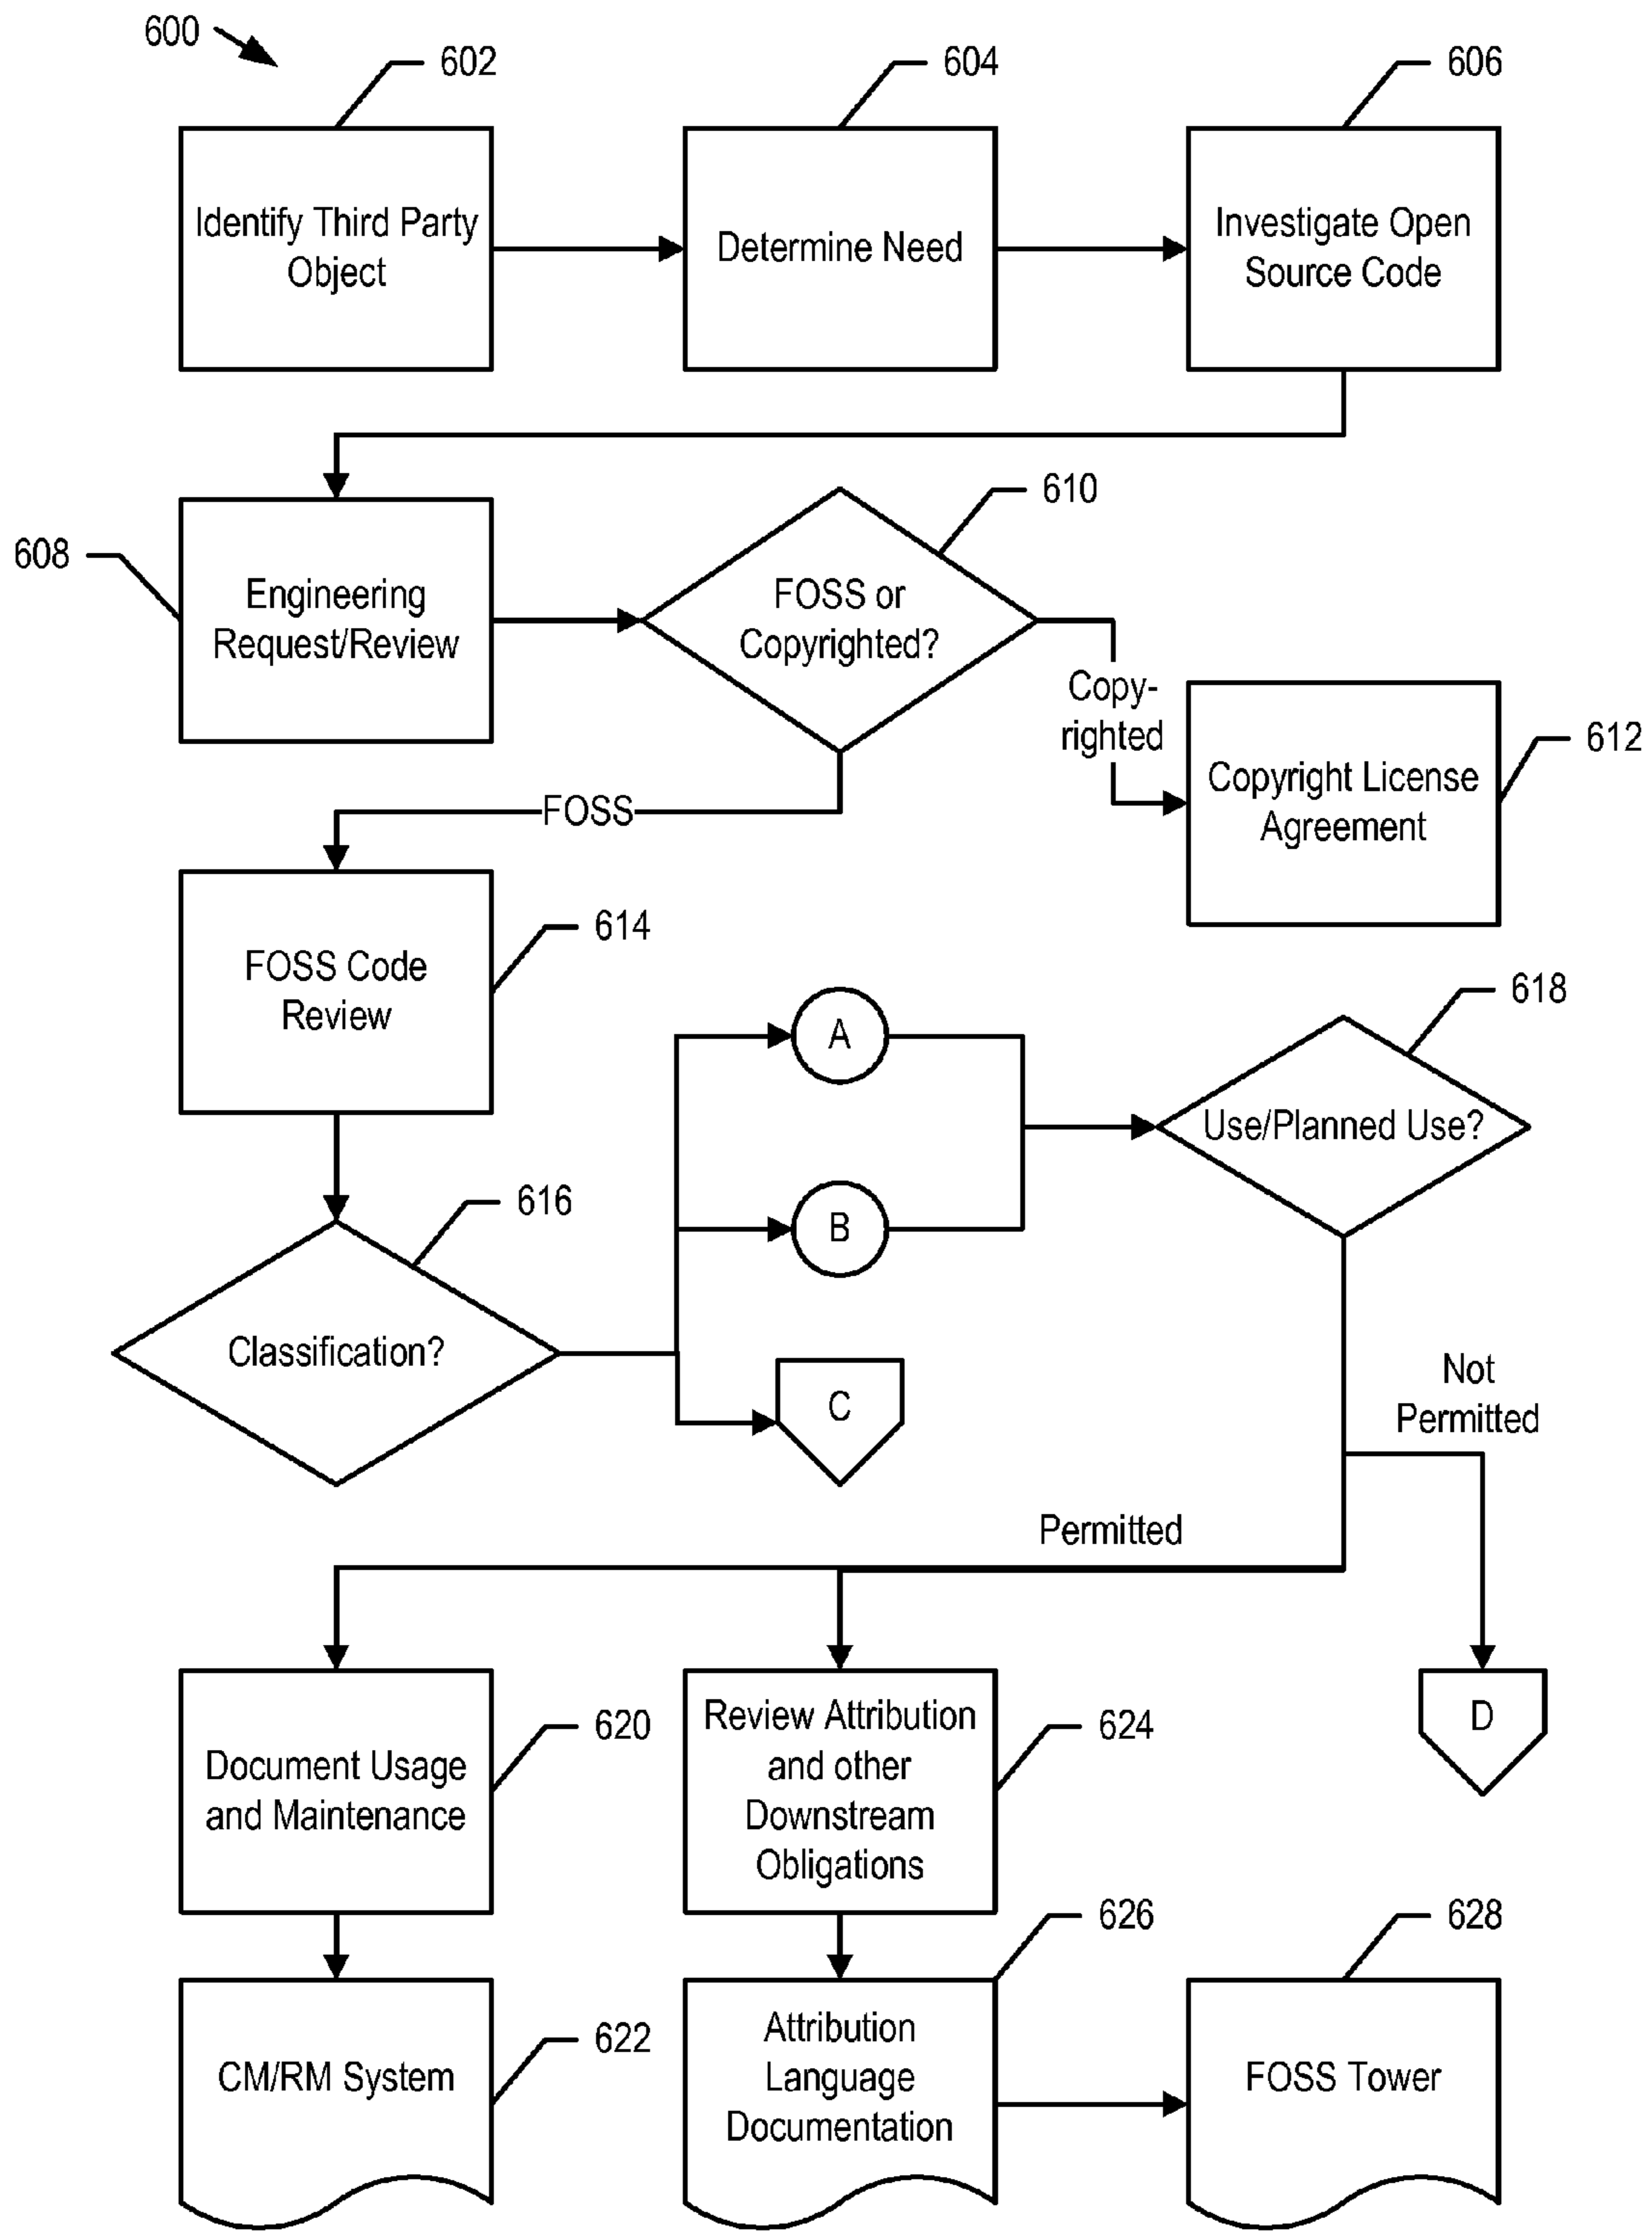 600
602
604
606
Identify Third Party
Object
Determine Need
Investigate Open
Source Code
608
Engineering
Request/Review
610
FOSS or
Copyrighted?
Copy-
righted
612
Copyright License
Agreement
FOSS
614
FOSS Code
Review
A
618
Use/Planned Use?
616
B
Classification?
C
Not
Permitted
Permitted
620
Document Usage
and Maintenance
624
Review Attribution
and other
Downstream
Obligations
D
622
CM/RM System
626
Attribution
Language
Documentation
628
FOSS Tower